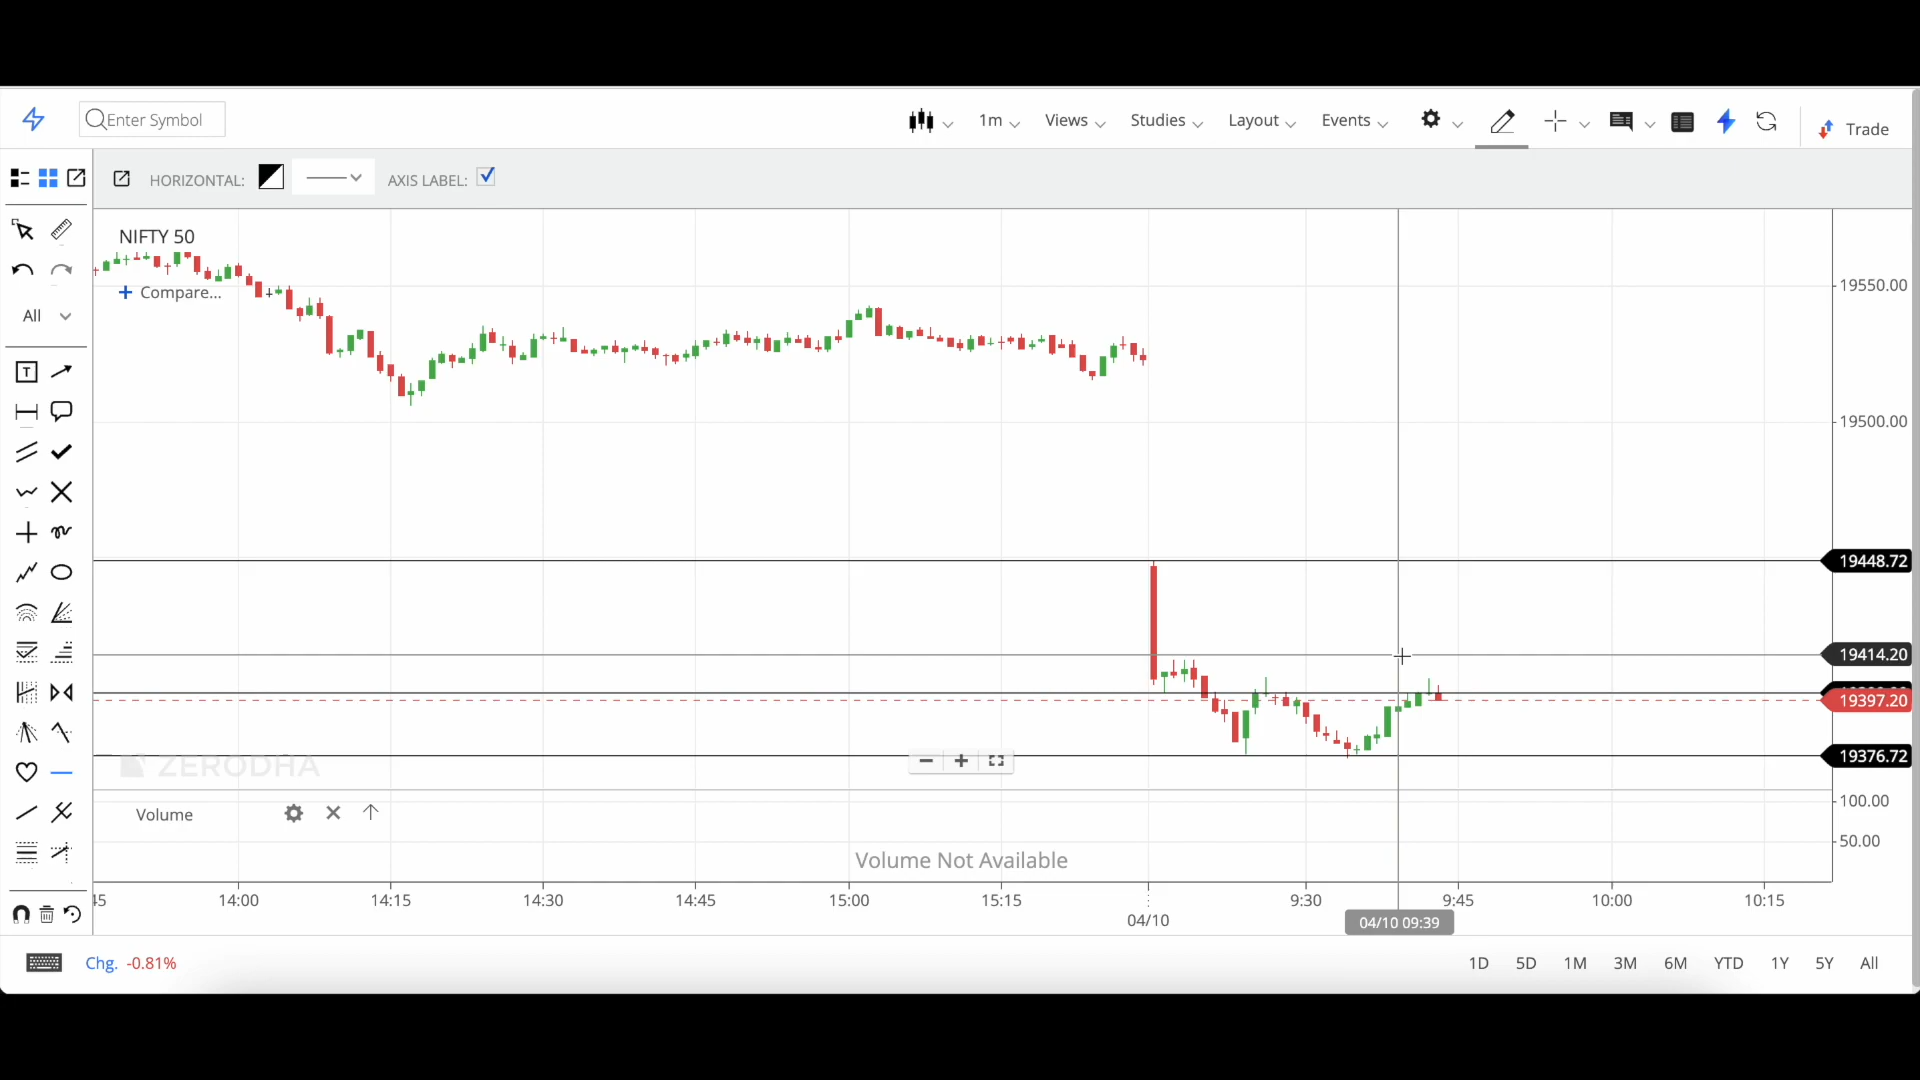 Enter Symbol
1m
Views
Studies
Layout
Events
Trade
HORIZONTAL:
AXIS LABEL:
NIFTY 50
Compare...
All
T
19550.00
19500.00
19448.72
19414.20
19397.20
19376.72
ZERODHA
Volume
100.00
50.00
Volume Not Available
45 14:00 14:15 14:30 14:45 15:00 15:15 9:30 9:45 10:00 10:15
04/10
04/10 09:39
Chg. -0.81%
1D 5D 1M 3M 6M YTD 1Y 5Y All